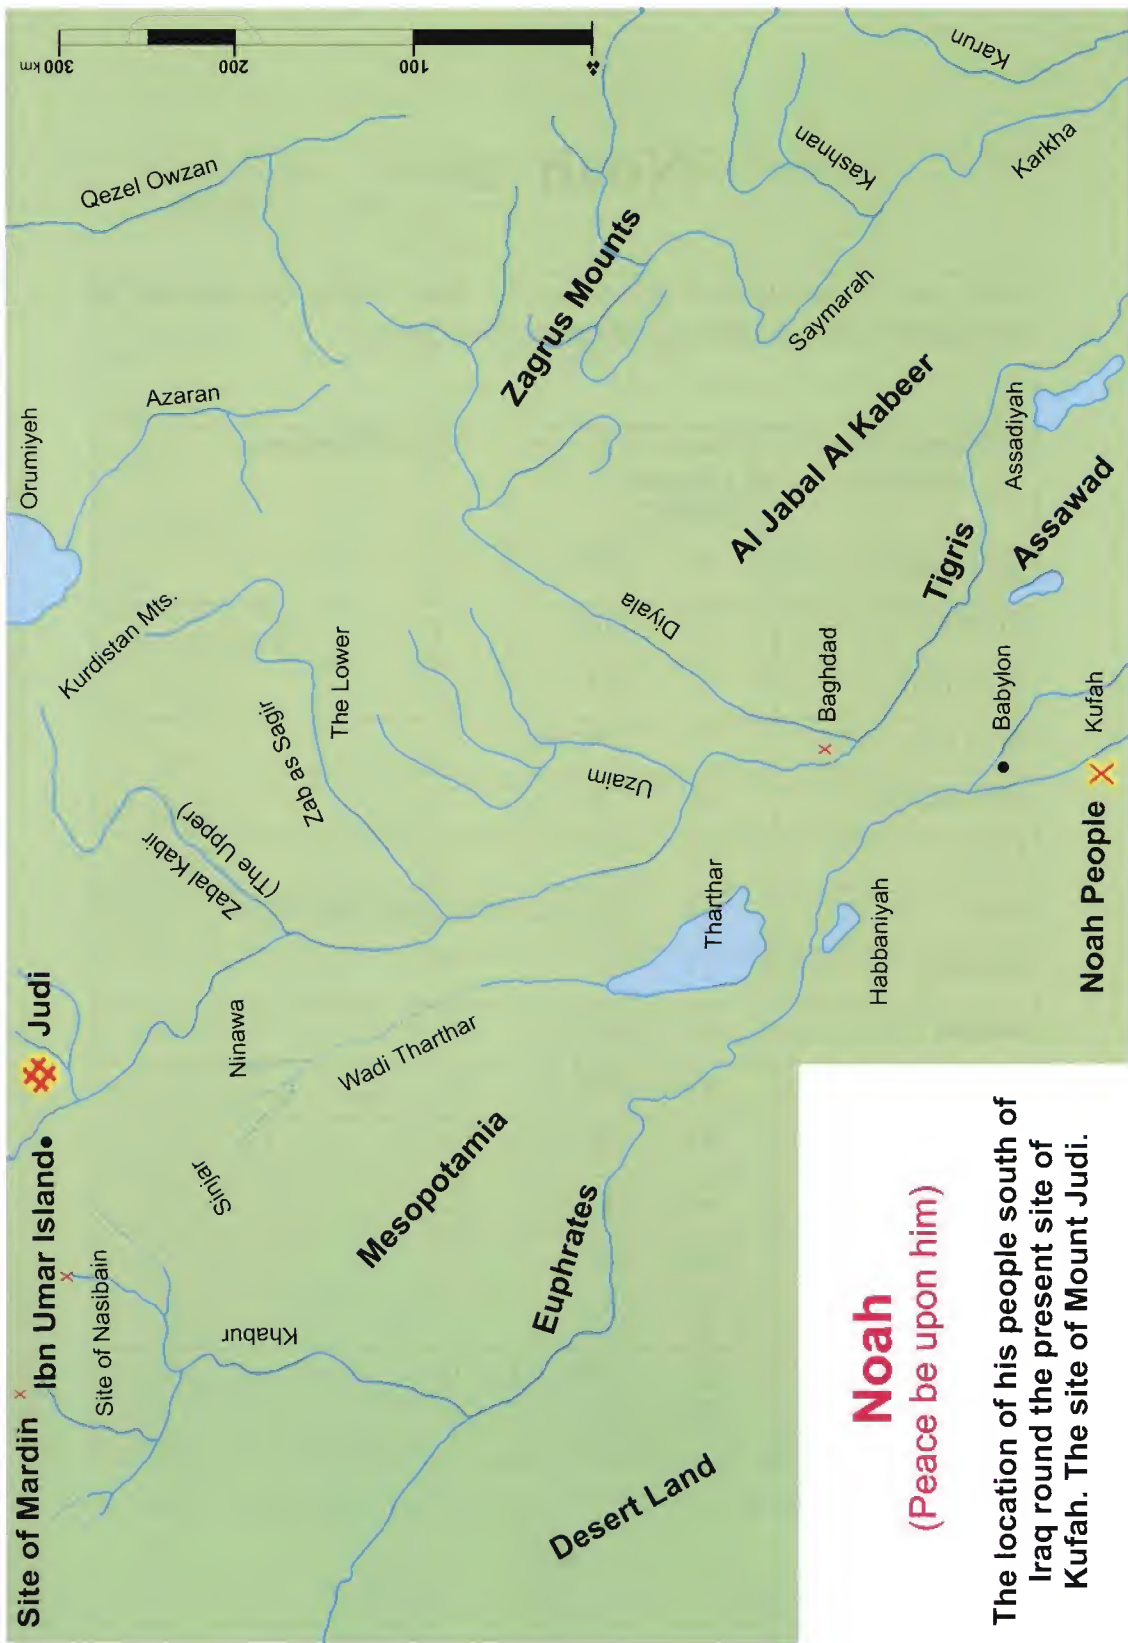 Site of Mardin
Ibn Umar Island
Judi
Site of Nasibain
Orumiyeh
Qezel Owzan
300 km
200
100
Kurdistan Mts.
Azaran
Zabal Kabir
(The Upper)
Zab as Sagir
The Lower
Ninawa
Sinjar
Khabur
Wadi Tharthar
Mesopotamia
Uzaim
Diyala
Zagrus Mounts
Kashnan
Karun
Karkha
Saymarah
Al Jabal Al Kabeer
Euphrates
Tharthar
Baghdad
Tigris
Assadiyah
Assawad
Habbaniyah
Babylon
Desert Land
Noah People
Kufah
Noah
(Peace be upon him)
The location of his people south of
Iraq round the present site of
Kufah. The site of Mount Judi.